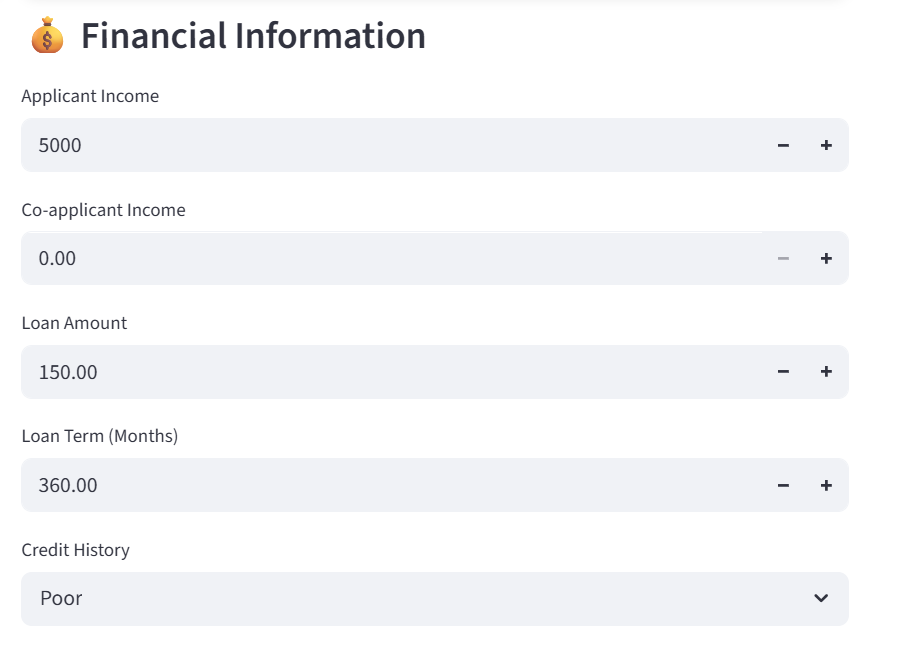 💰 Financial Information
Applicant Income
5000
Co-applicant Income
0.00
Loan Amount
150.00
Loan Term (Months)
360.00
Credit History
Poor